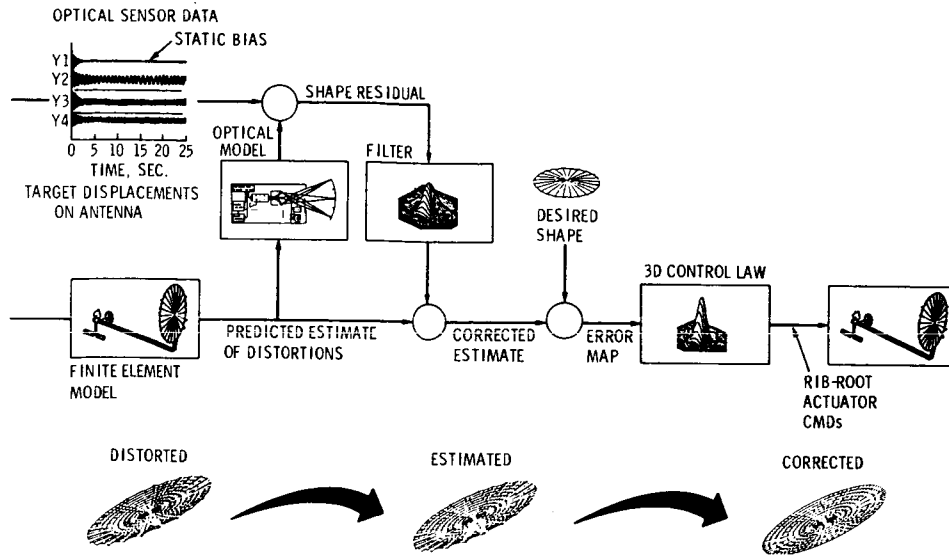 OPTICAL SENSOR DATA
STATIC BIAS
Y1
Y2
Y3
Y4
0 5 10 15 20 25
TIME, SEC.
TARGET DISPLACEMENTS
ON ANTENNA
SHAPE RESIDUAL
OPTICAL
MODEL
FILTER
DESIRED
SHAPE
3D CONTROL LAW
FINITE ELEMENT
MODEL
PREDICTED ESTIMATE
OF DISTORTIONS
CORRECTED
ESTIMATE
ERROR
MAP
RIB-ROOT
ACTUATOR
CMDs
DISTORTED
ESTIMATED
CORRECTED